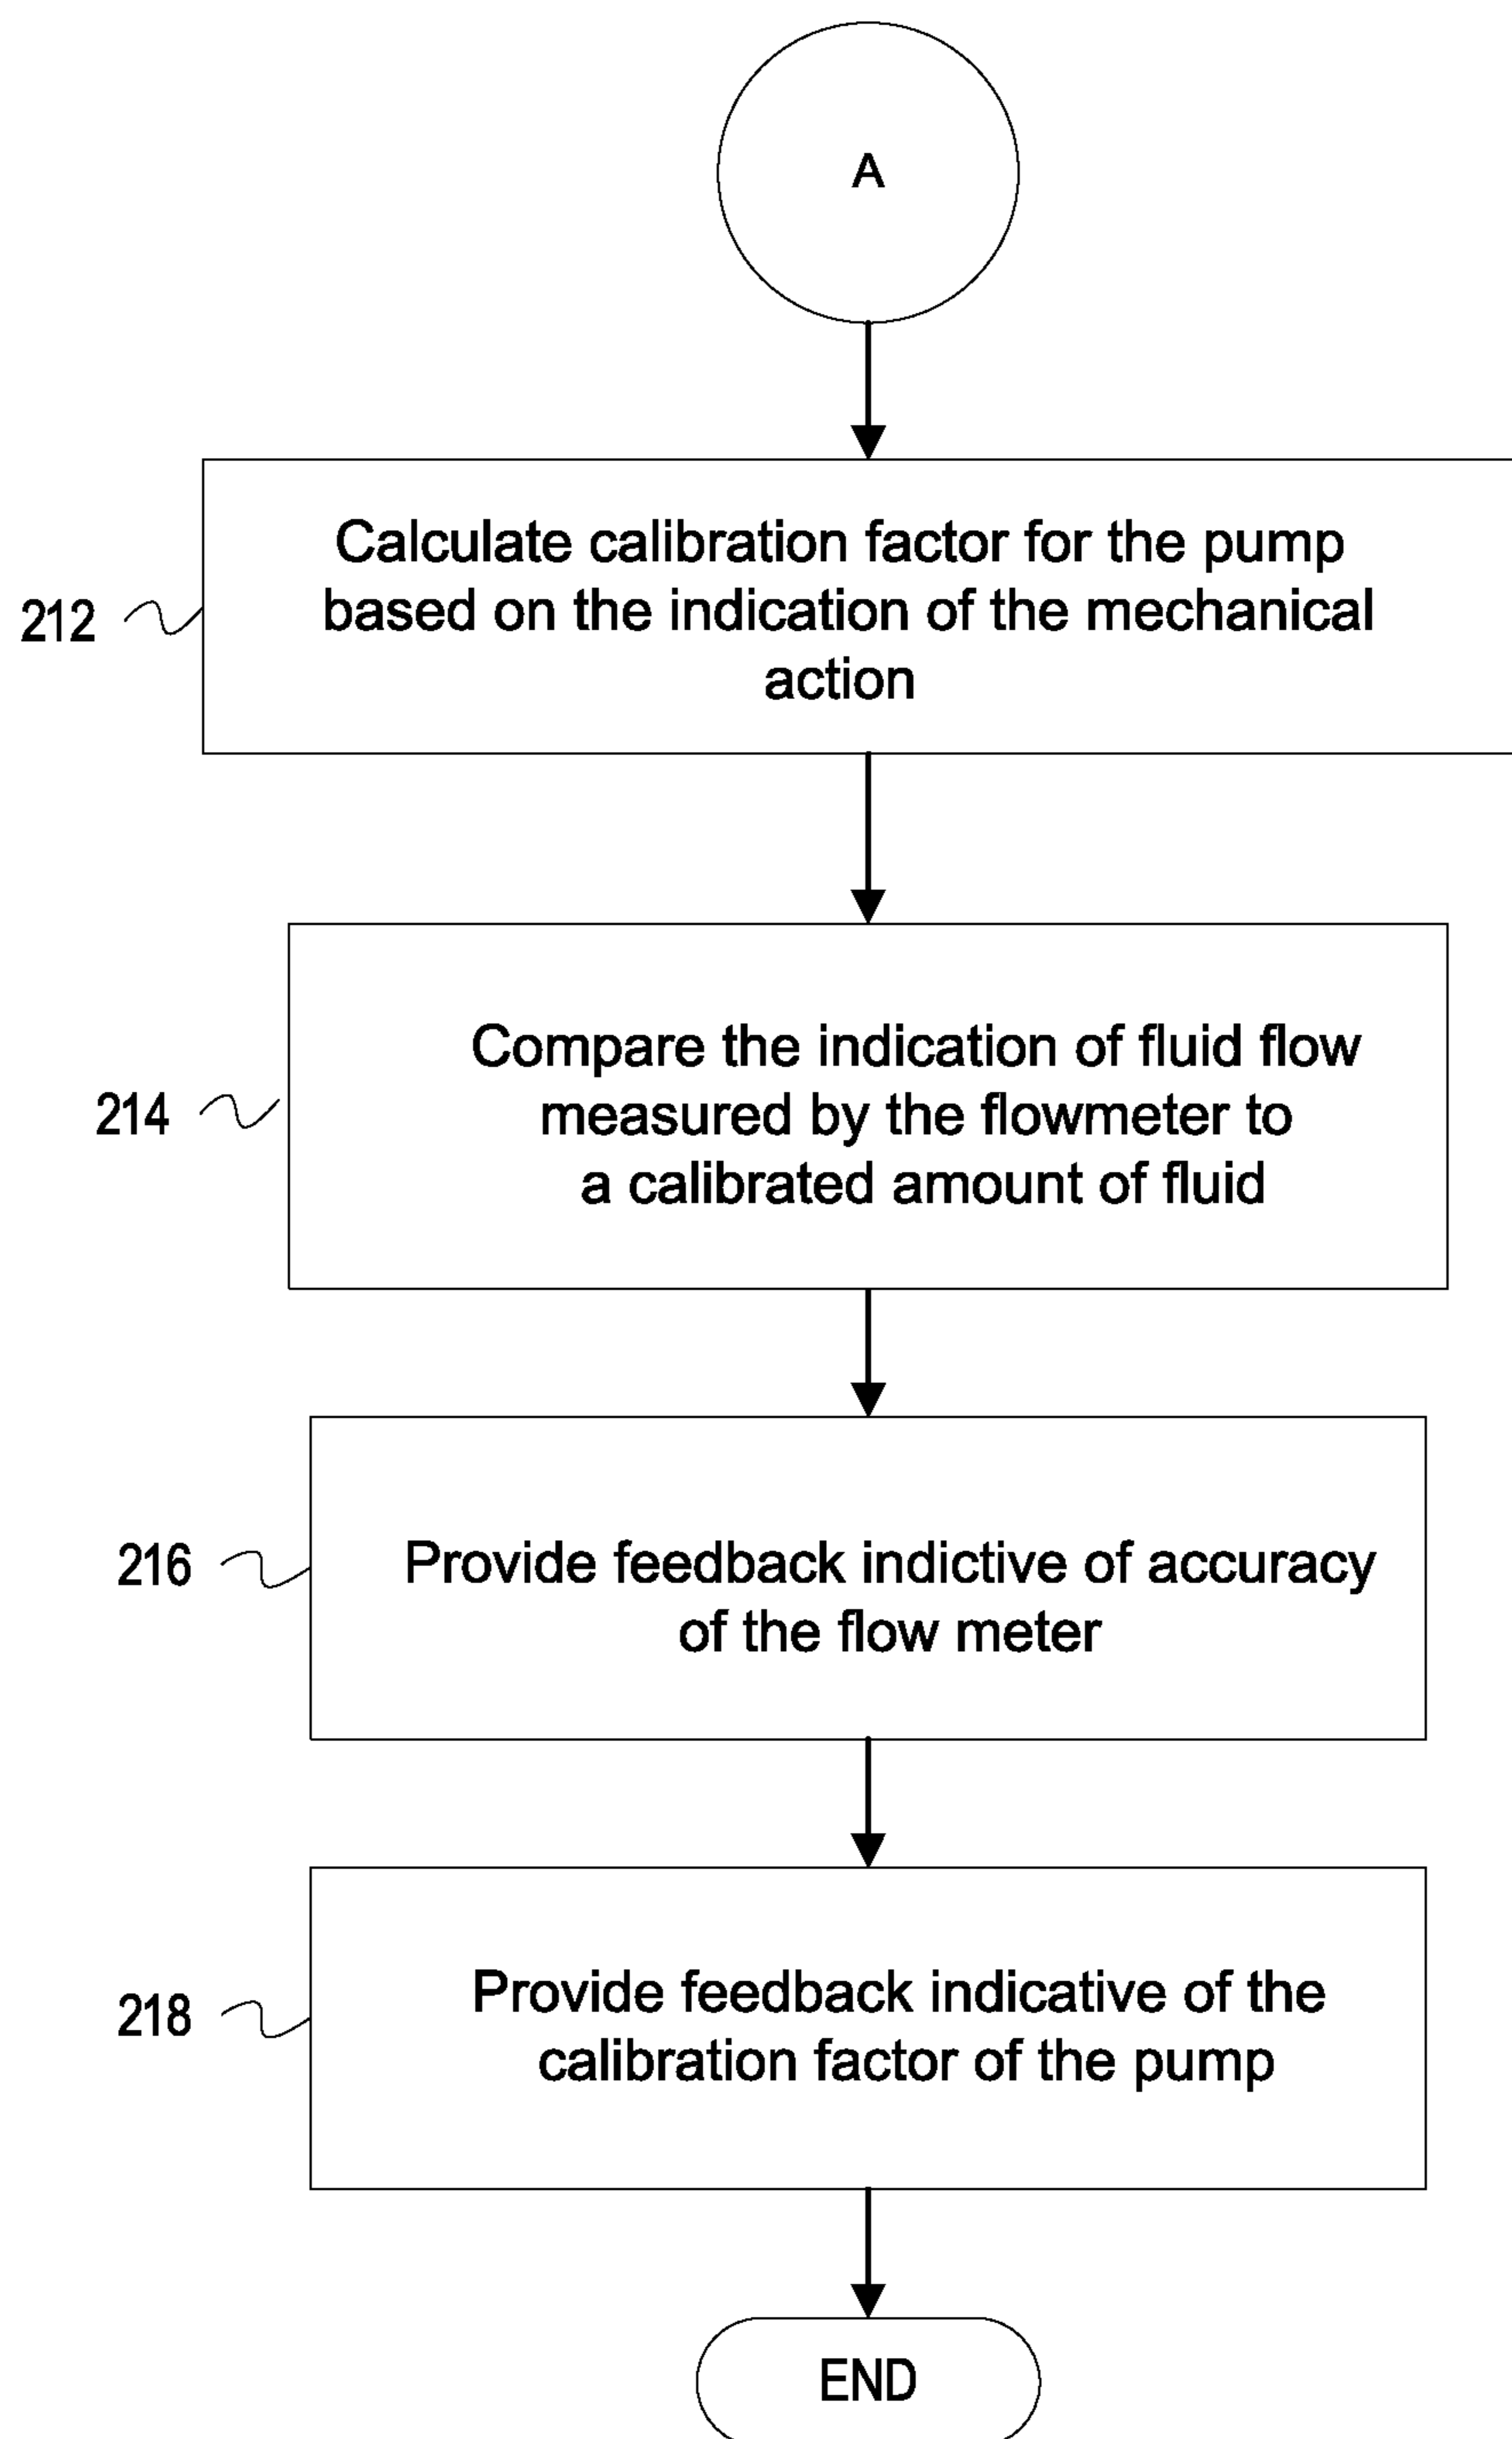 A
Calculate calibration factor for the pump
based on the indication of the mechanical
action
212
Compare the indication of fluid flow
measured by the flowmeter to
a calibrated amount of fluid
214
Provide feedback indictive of accuracy
of the flow meter
216
Provide feedback indicative of the
calibration factor of the pump
218
END